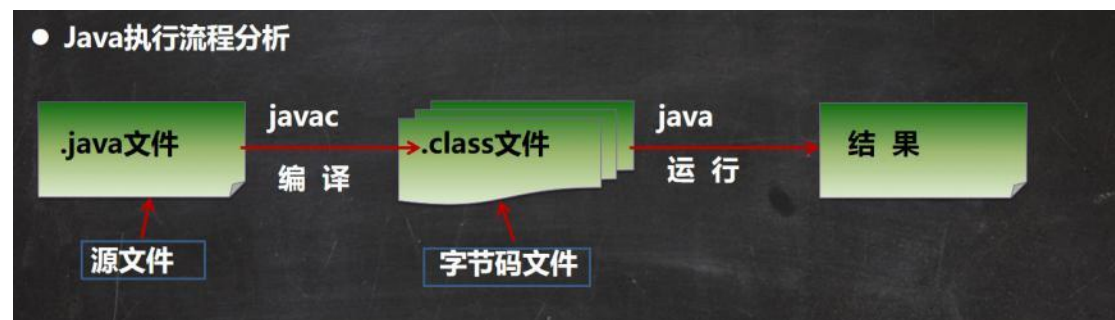 ● Java执行流程分析
javac
java
.java文件
.class文件
结 果
编 译
运 行
源文件
字节码文件